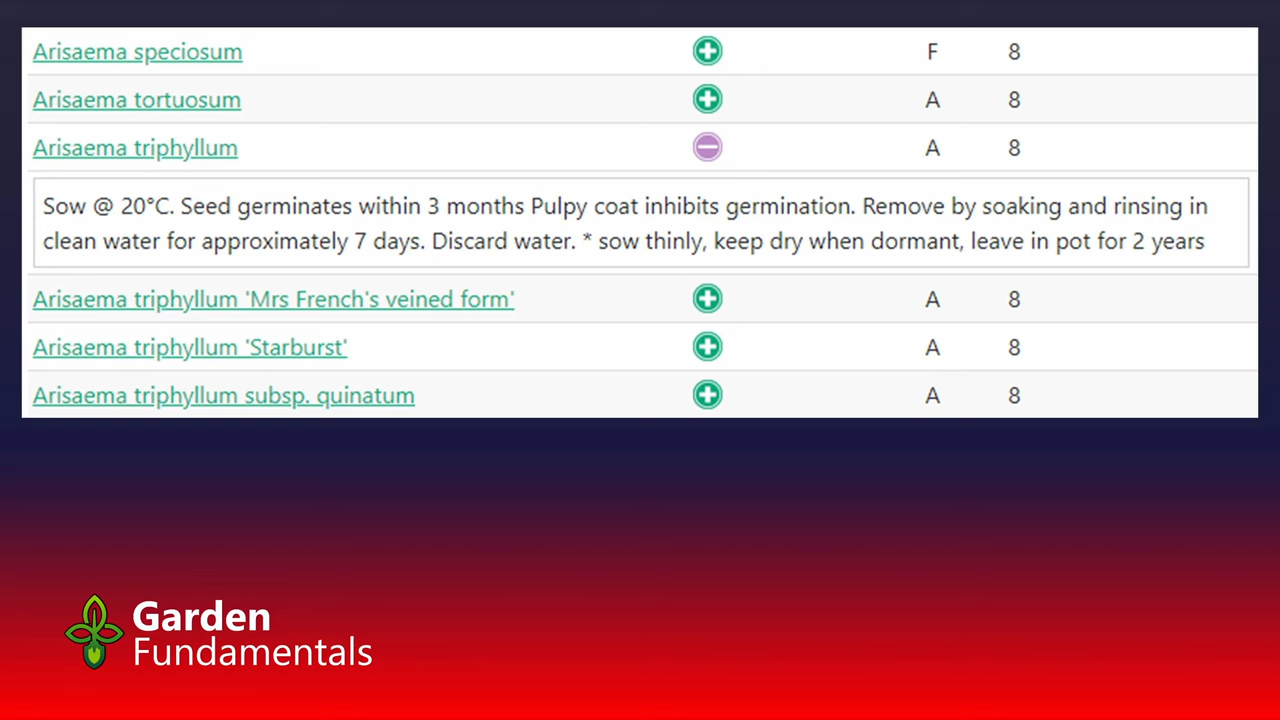 Arisaema speciosum F 8
Arisaema tortuosum A 8
Arisaema triphyllum A 8
Sow @ 20°C. Seed germinates within 3 months Pulpy coat inhibits germination. Remove by soaking and rinsing in
clean water for approximately 7 days. Discard water. * sow thinly, keep dry when dormant, leave in pot for 2 years
Arisaema triphyllum 'Mrs French's veined form' A 8
Arisaema triphyllum 'Starburst' A 8
Arisaema triphyllum subsp. quinatum A 8
Garden
Fundamentals